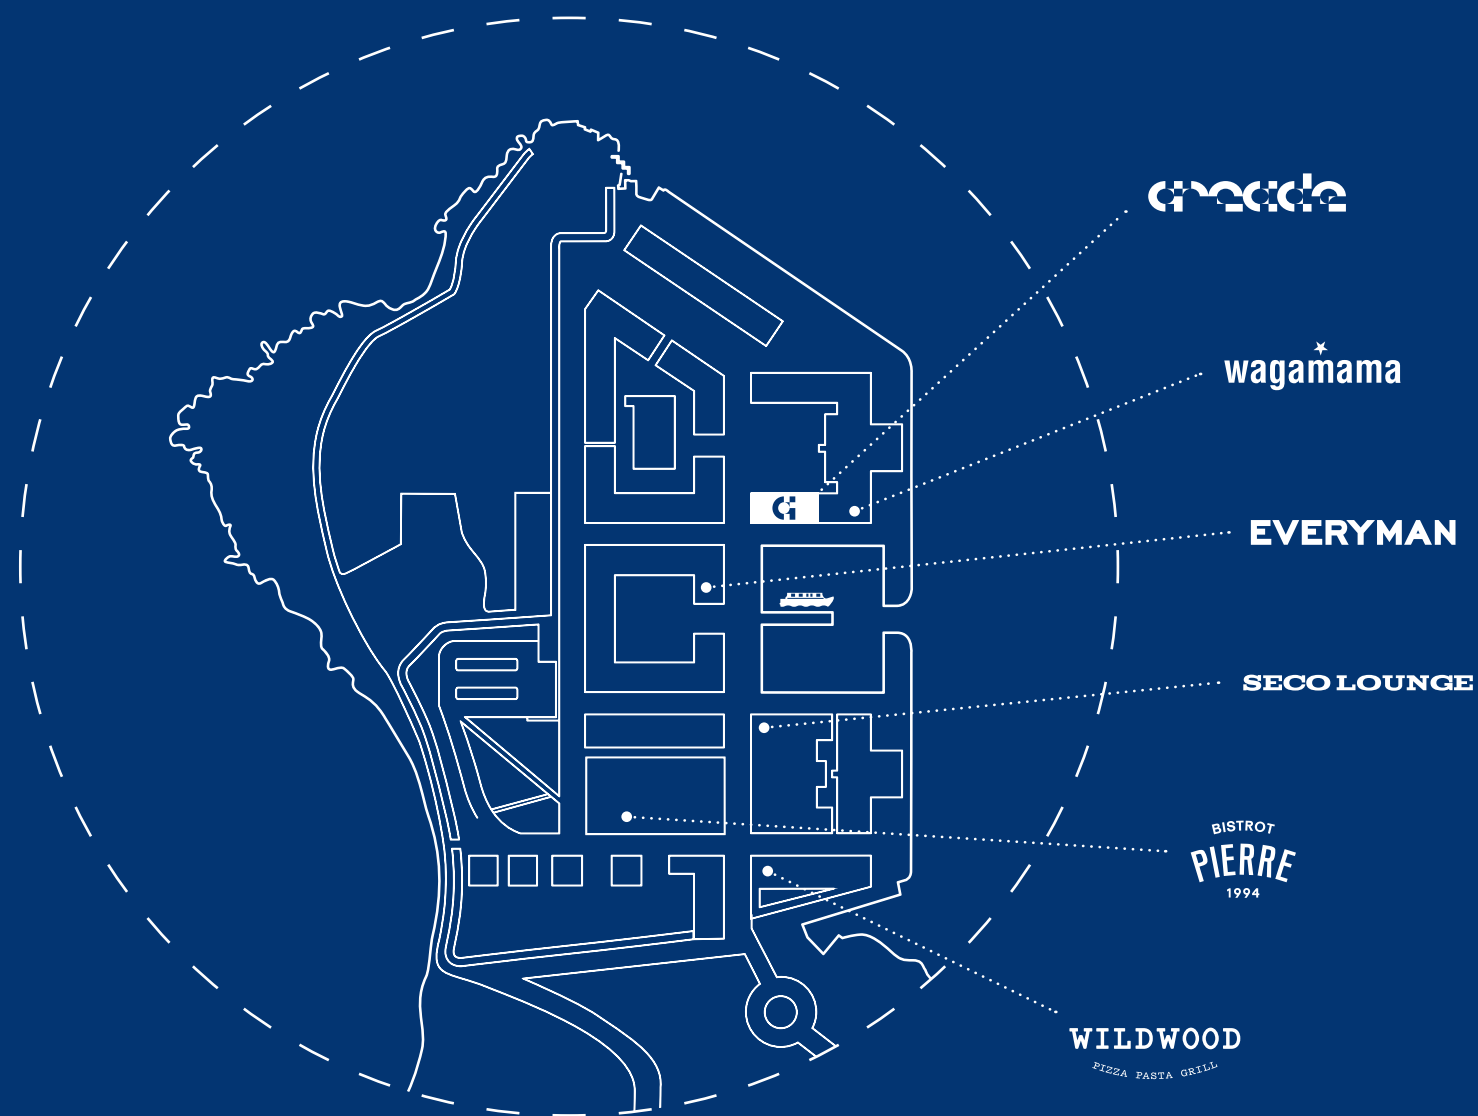 arcade
wagamama
EVERYMAN
SECO LOUNGE
BISTROT
PIERRE
1994
WILDWOOD
PIZZA PASTA GRILL